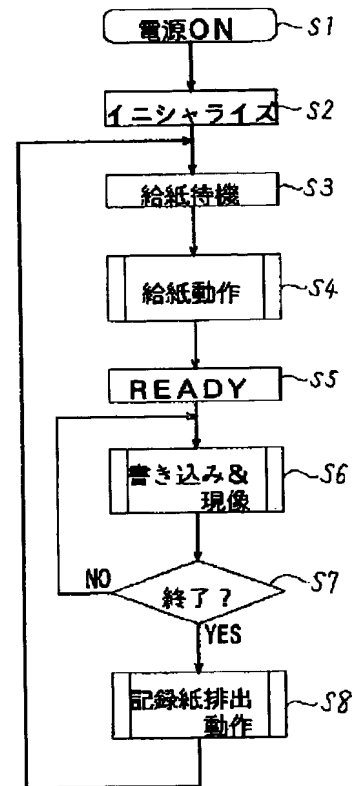 電源ON
S1
イニシャライズ
S2
給紙待機
S3
給紙動作
S4
READY
S5
書き込み&
現像
S6
終了?
S7
NO
YES
記録紙排出
動作
S8